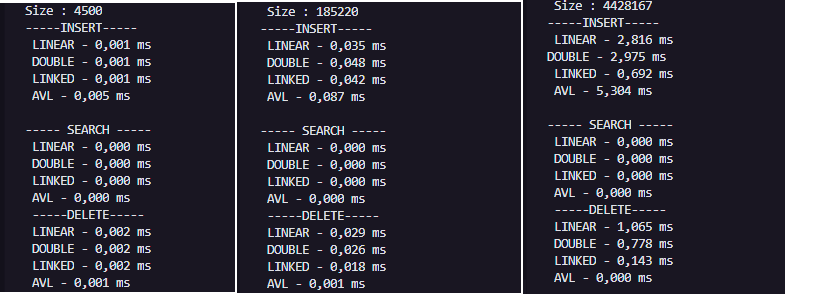 Size : 4500
-----INSERT-----
LINEAR - 0,001 ms
DOUBLE - 0,001 ms
LINKED - 0,001 ms
AVL - 0,005 ms
----- SEARCH -----
LINEAR - 0,000 ms
DOUBLE - 0,000 ms
LINKED - 0,000 ms
AVL - 0,000 ms
-----DELETE-----
LINEAR - 0,002 ms
DOUBLE - 0,002 ms
LINKED - 0,002 ms
AVL - 0,001 ms
Size : 185220
-----INSERT-----
LINEAR - 0,035 ms
DOUBLE - 0,048 ms
LINKED - 0,042 ms
AVL - 0,087 ms
----- SEARCH -----
LINEAR - 0,000 ms
DOUBLE - 0,000 ms
LINKED - 0,000 ms
AVL - 0,000 ms
-----DELETE-----
LINEAR - 0,029 ms
DOUBLE - 0,026 ms
LINKED - 0,018 ms
AVL - 0,001 ms
Size : 4428167
-----INSERT-----
LINEAR - 2,816 ms
DOUBLE - 2,975 ms
LINKED - 0,692 ms
AVL - 5,304 ms
----- SEARCH -----
LINEAR - 0,000 ms
DOUBLE - 0,000 ms
LINKED - 0,000 ms
AVL - 0,000 ms
-----DELETE-----
LINEAR - 1,065 ms
DOUBLE - 0,778 ms
LINKED - 0,143 ms
AVL - 0,000 ms